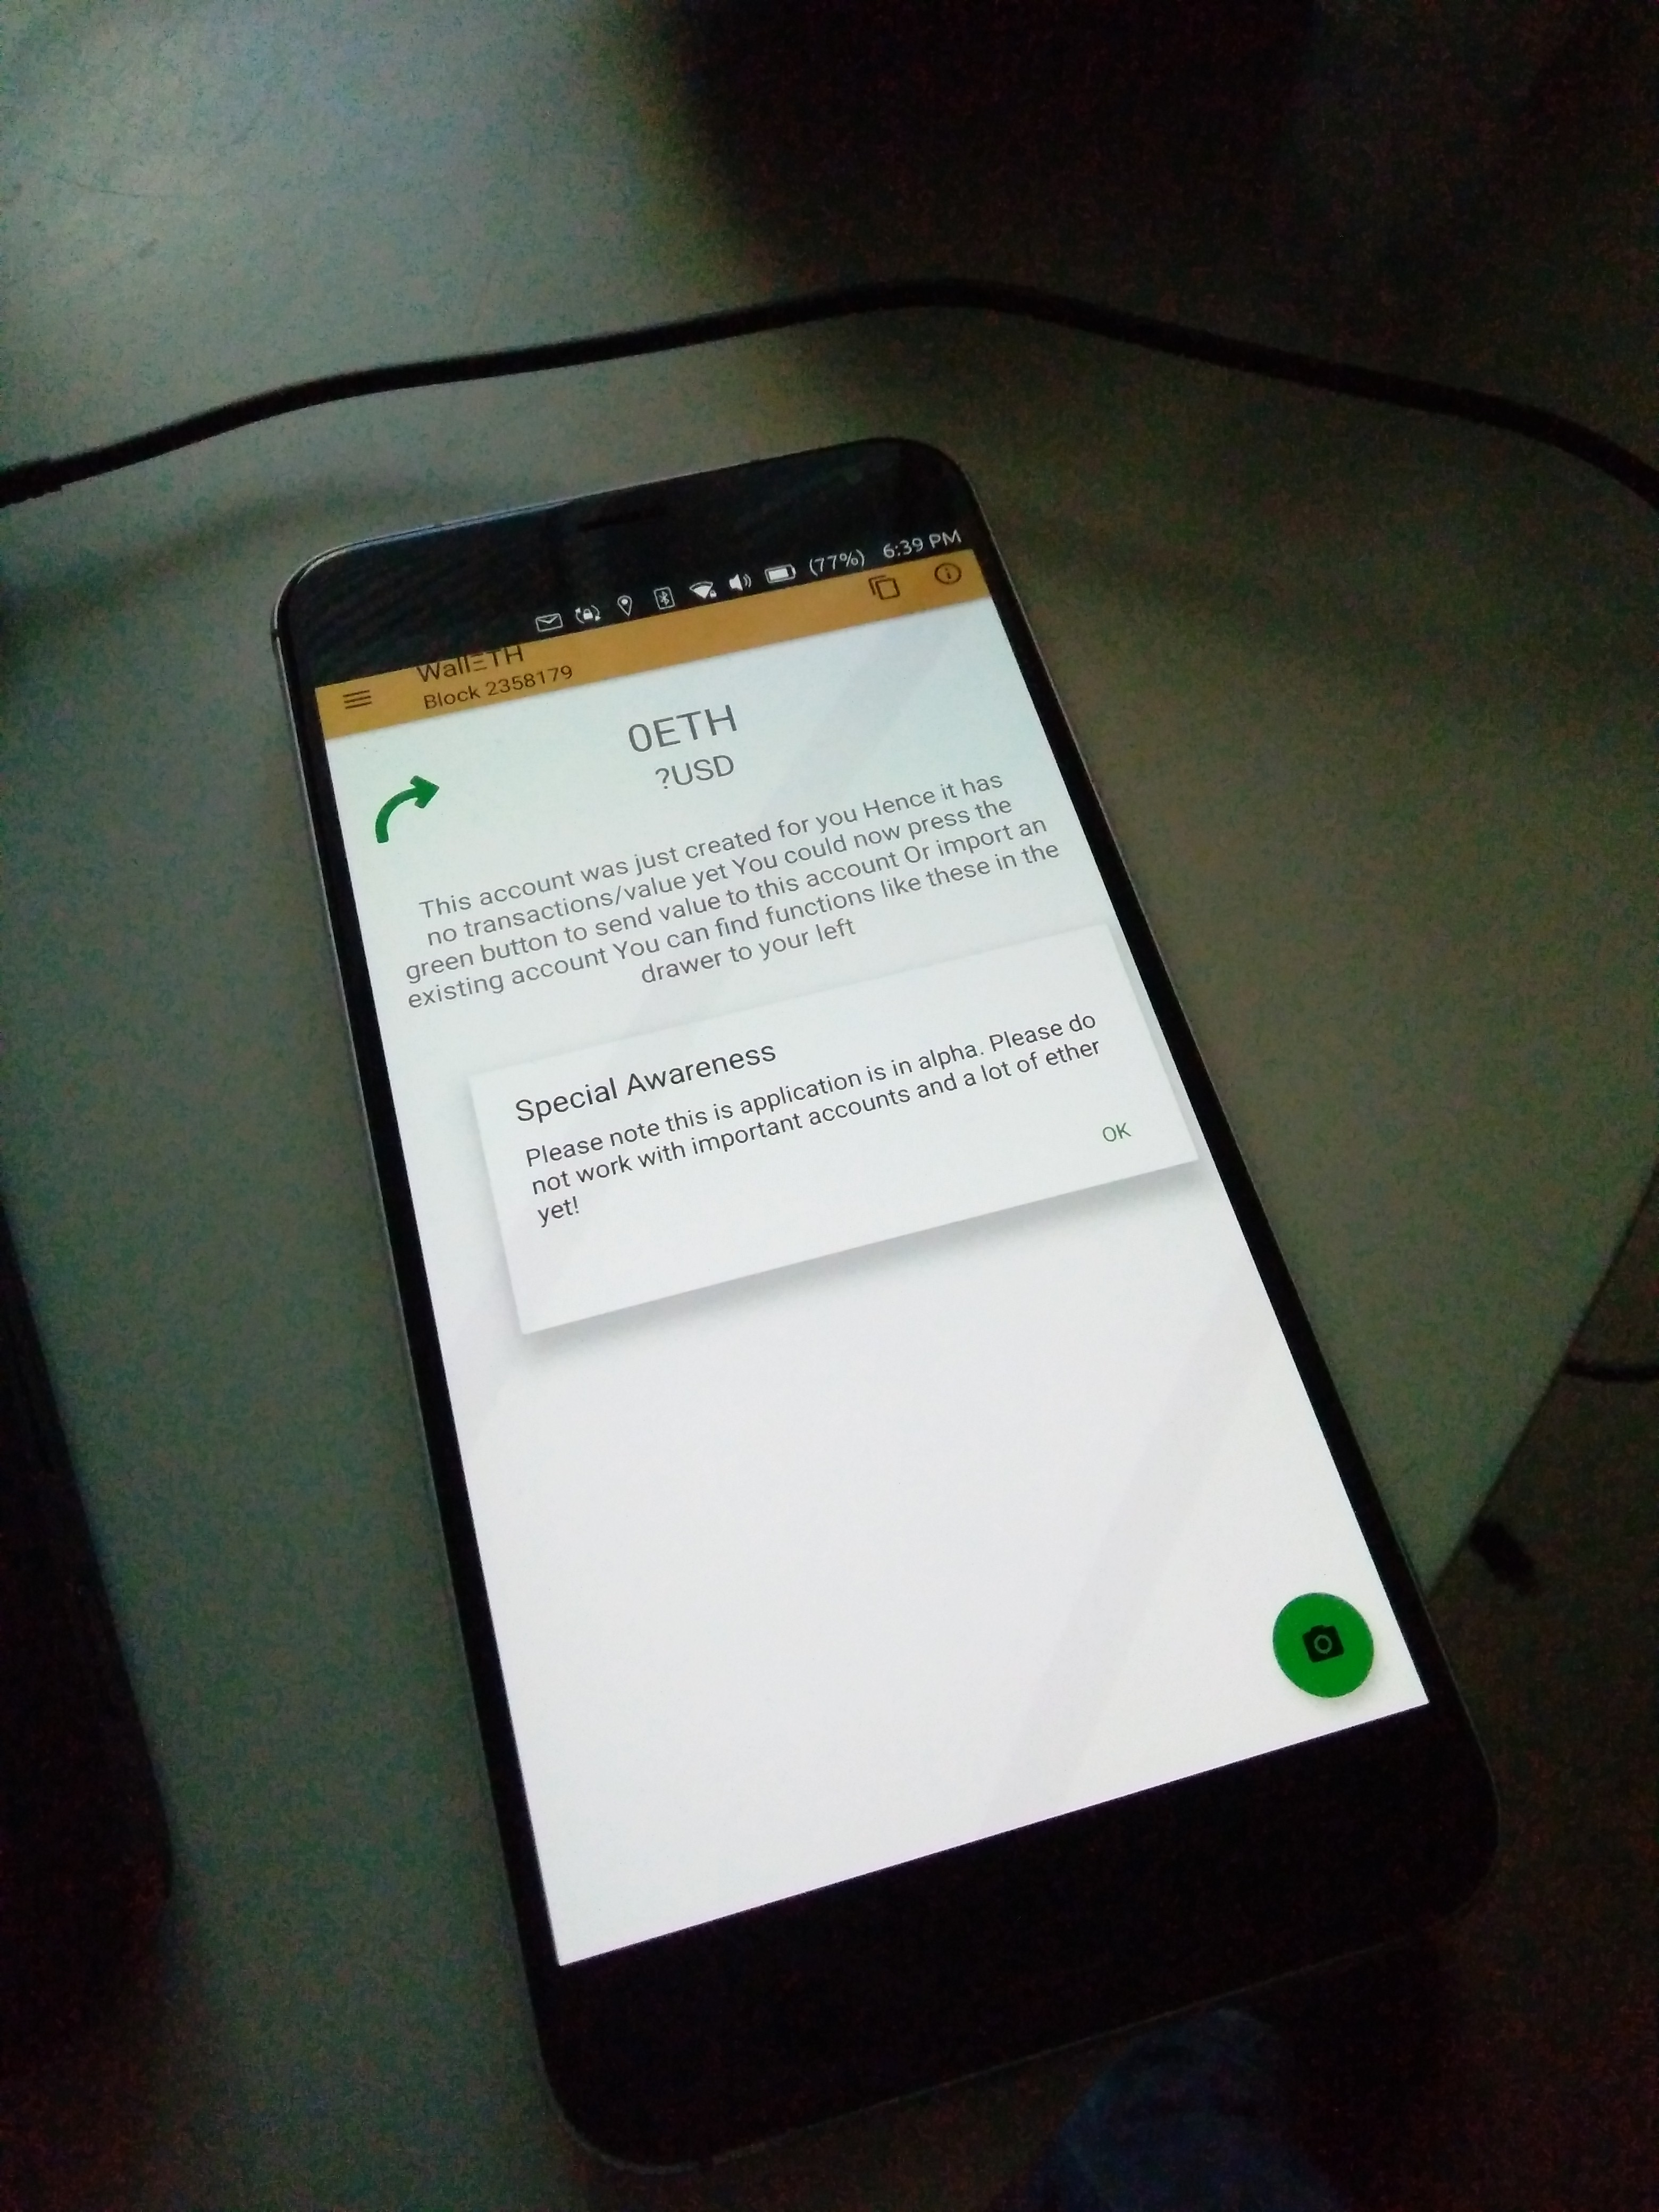 (77%) 6:39 PM
WallΞTH
Block 2358179
0ETH
?USD
This account was just created for you Hence it has
no transactions/value yet You could now press the
green button to send value to this account Or import an
existing account You can find functions like these in the
drawer to your left
Special Awareness
Please note this is application is in alpha. Please do
not work with important accounts and a lot of ether
yet!
OK